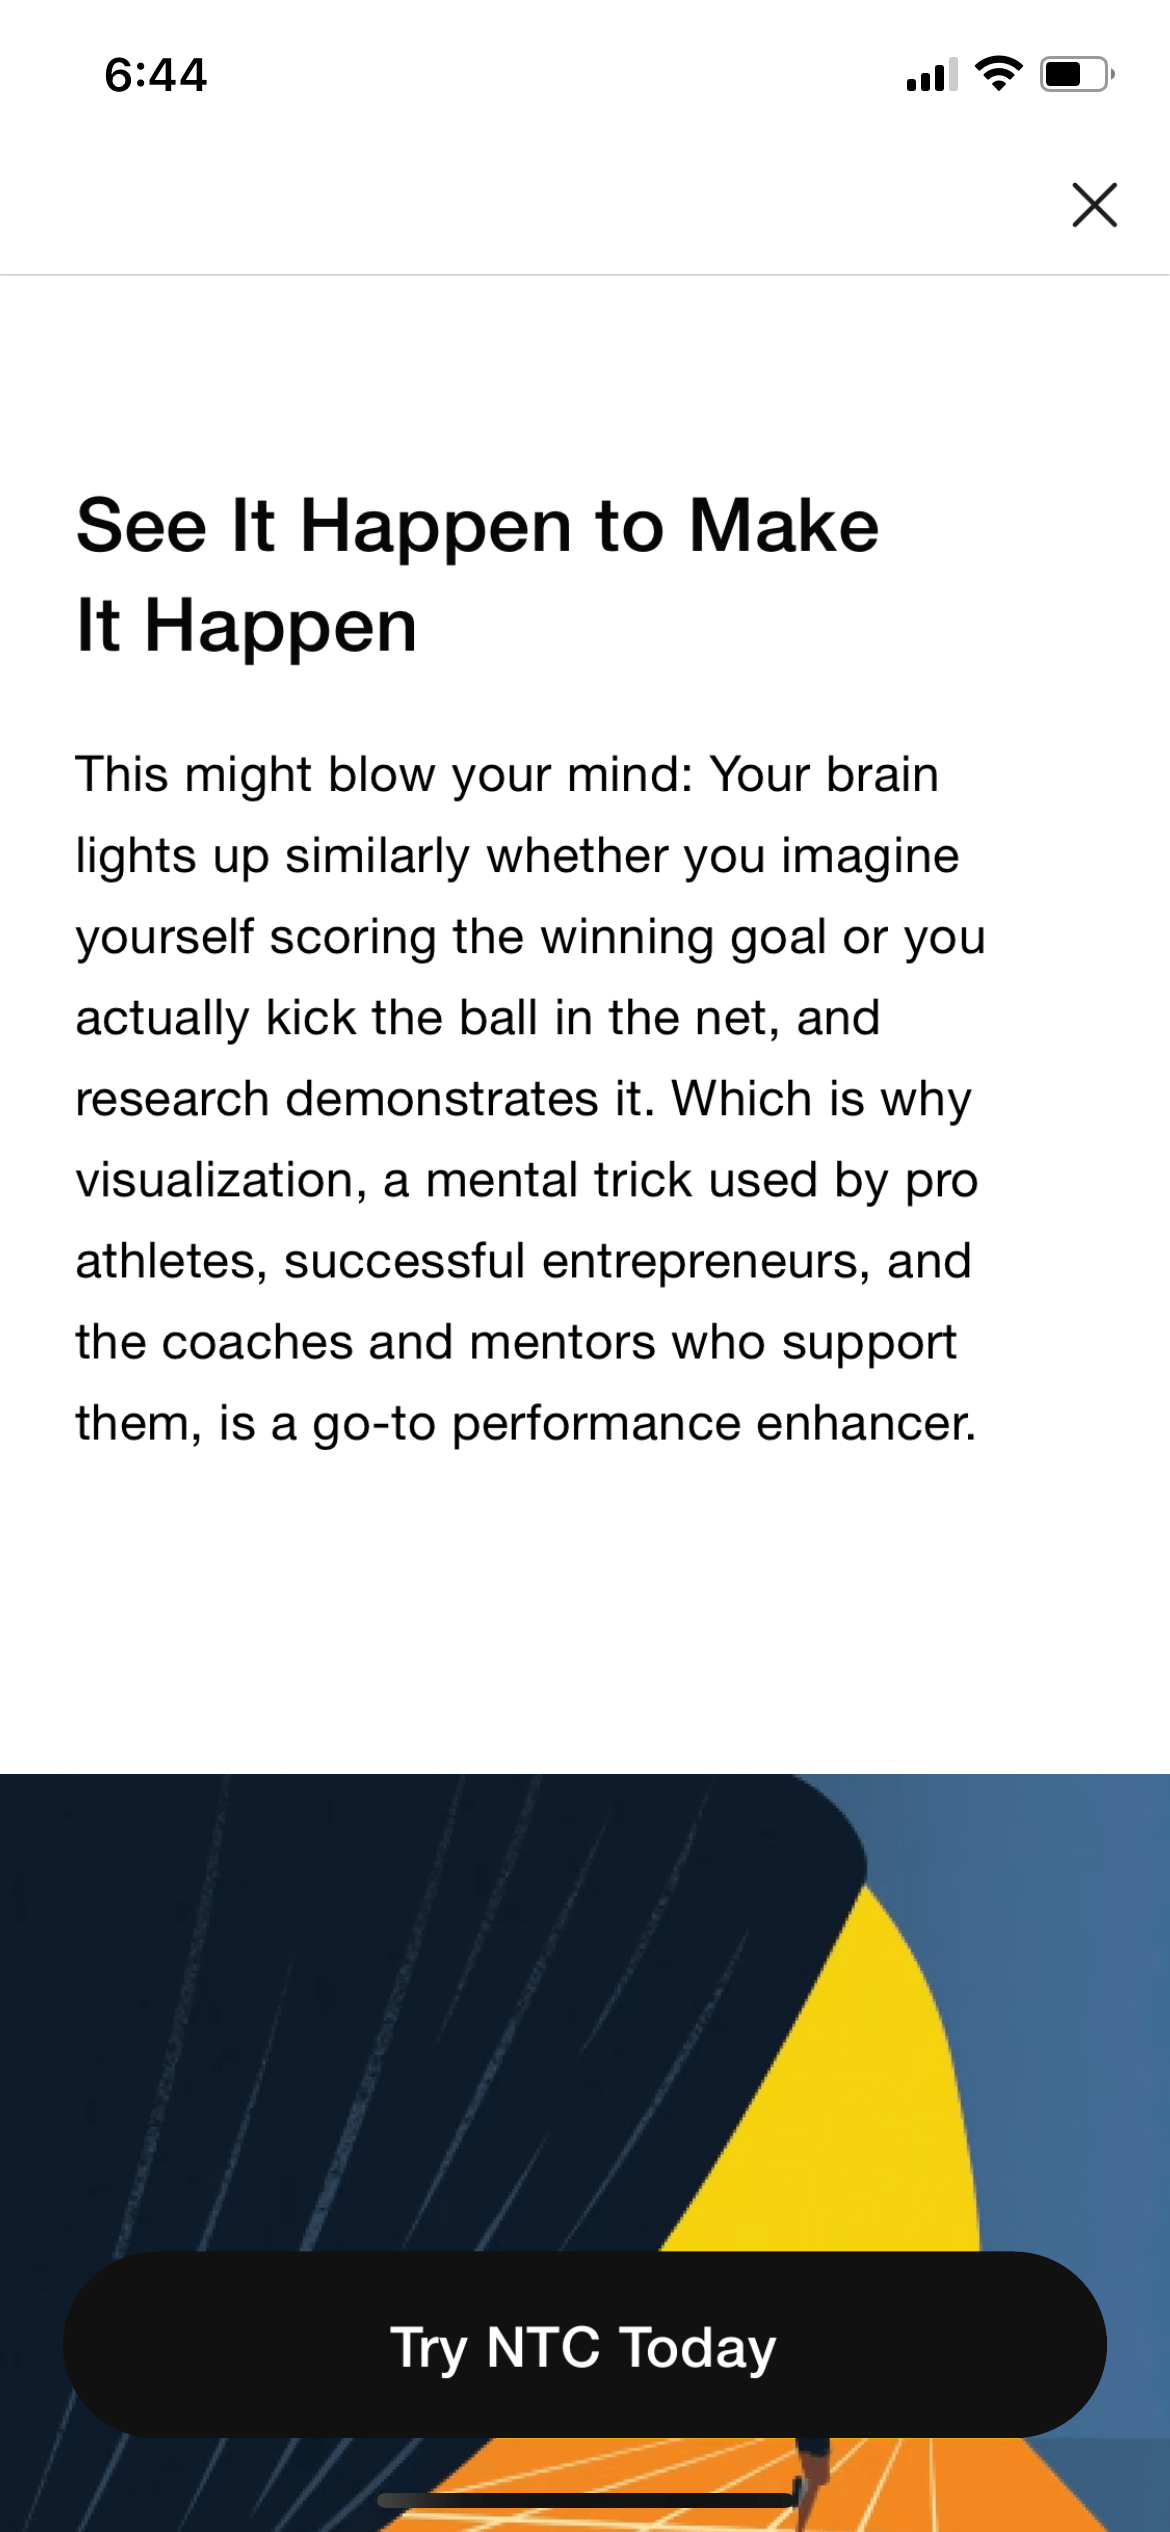 6:44
See It Happen to Make
It Happen
This might blow your mind: Your brain
lights up similarly whether you imagine
yourself scoring the winning goal or you
actually kick the ball in the net, and
research demonstrates it. Which is why
visualization, a mental trick used by pro
athletes, successful entrepreneurs, and
the coaches and mentors who support
them, is a go-to performance enhancer.
Try NTC Today